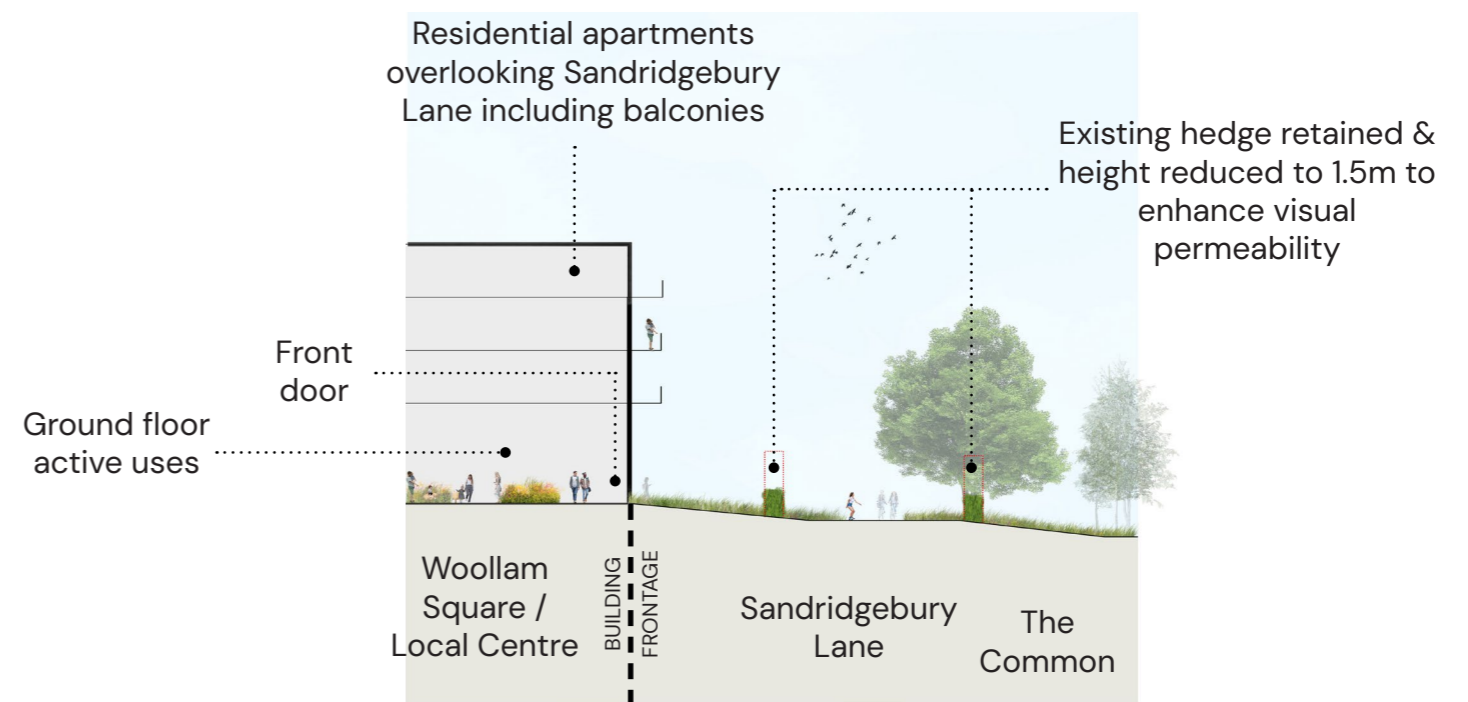 Residential apartments
overlooking Sandridgebury
Lane including balconies
Existing hedge retained &
height reduced to 1.5m to
enhance visual
permeability
Front
door
Ground floor
active uses
Woollam
Square /
Local Centre
BUILDING
FRONTAGE
Sandridgebury
Lane
The
Common